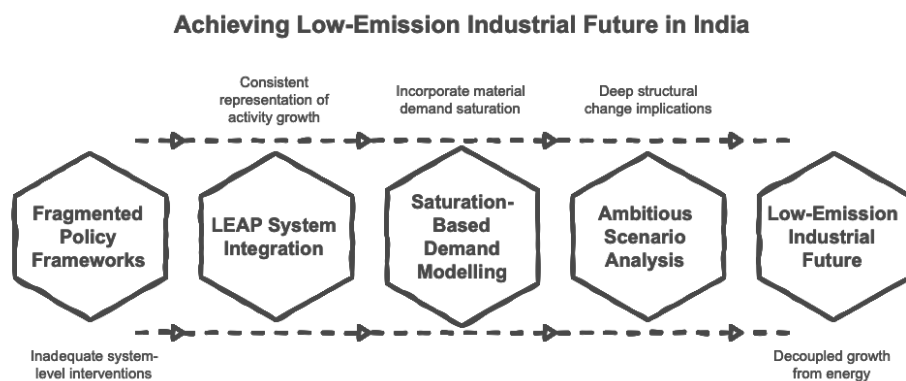 Achieving Low-Emission Industrial Future in India
Consistent
representation of
activity growth
Incorporate material
demand saturation
Deep structural
change implications
Fragmented
Policy
Frameworks
LEAP System
Integration
Saturation-
Based
Demand
Modelling
Ambitious
Scenario
Analysis
Low-Emission
Industrial
Future
Inadequate system-
level interventions
Decoupled growth
from energy